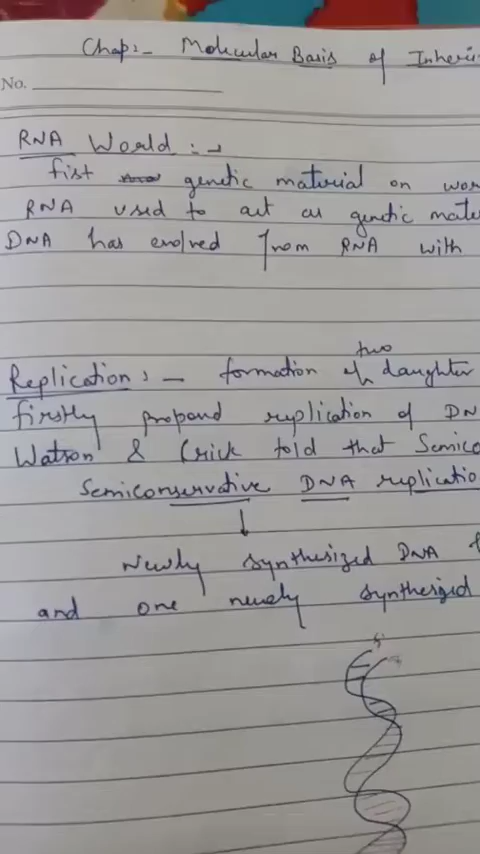 Chap:- Molecular Basis of Inheri
No.
RNA World :-
fist genetic material on wor
RNA used to act as genetic mate
DNA has evolved from RNA with
Replication :- formation of two daughter
firstly propond replication of DN
Watson & Crick told that Semico
Semiconservative DNA replicatio
Newly synthesized DNA
and one newly synthesized